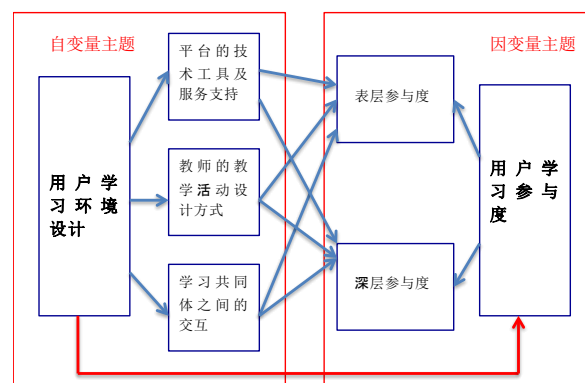 自变量主题
因变量主题
平台的技
术工具及
服务支持
表层参与度
用户学
习环境
设计
教师的教
学活动设
计方式
用户学
习参与
度
学习共同
体之间的
交互
深层参与度